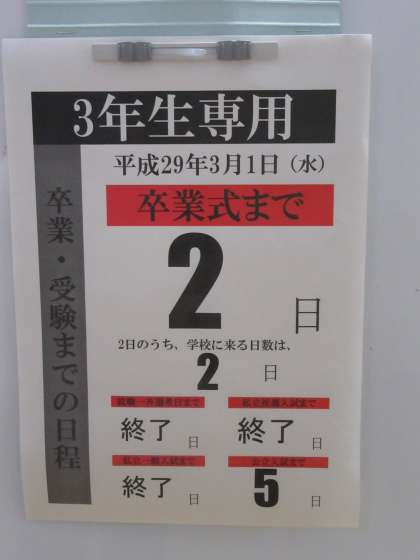 3年生専用
平成29年3月1日（水）
卒業・受験までの日程
卒業式まで
2日
2日のうち、学校に来る日数は、
2日
終了日
私立推薦入試まで
終了日
私立一般入試まで
終了日
公立入試まで
5日